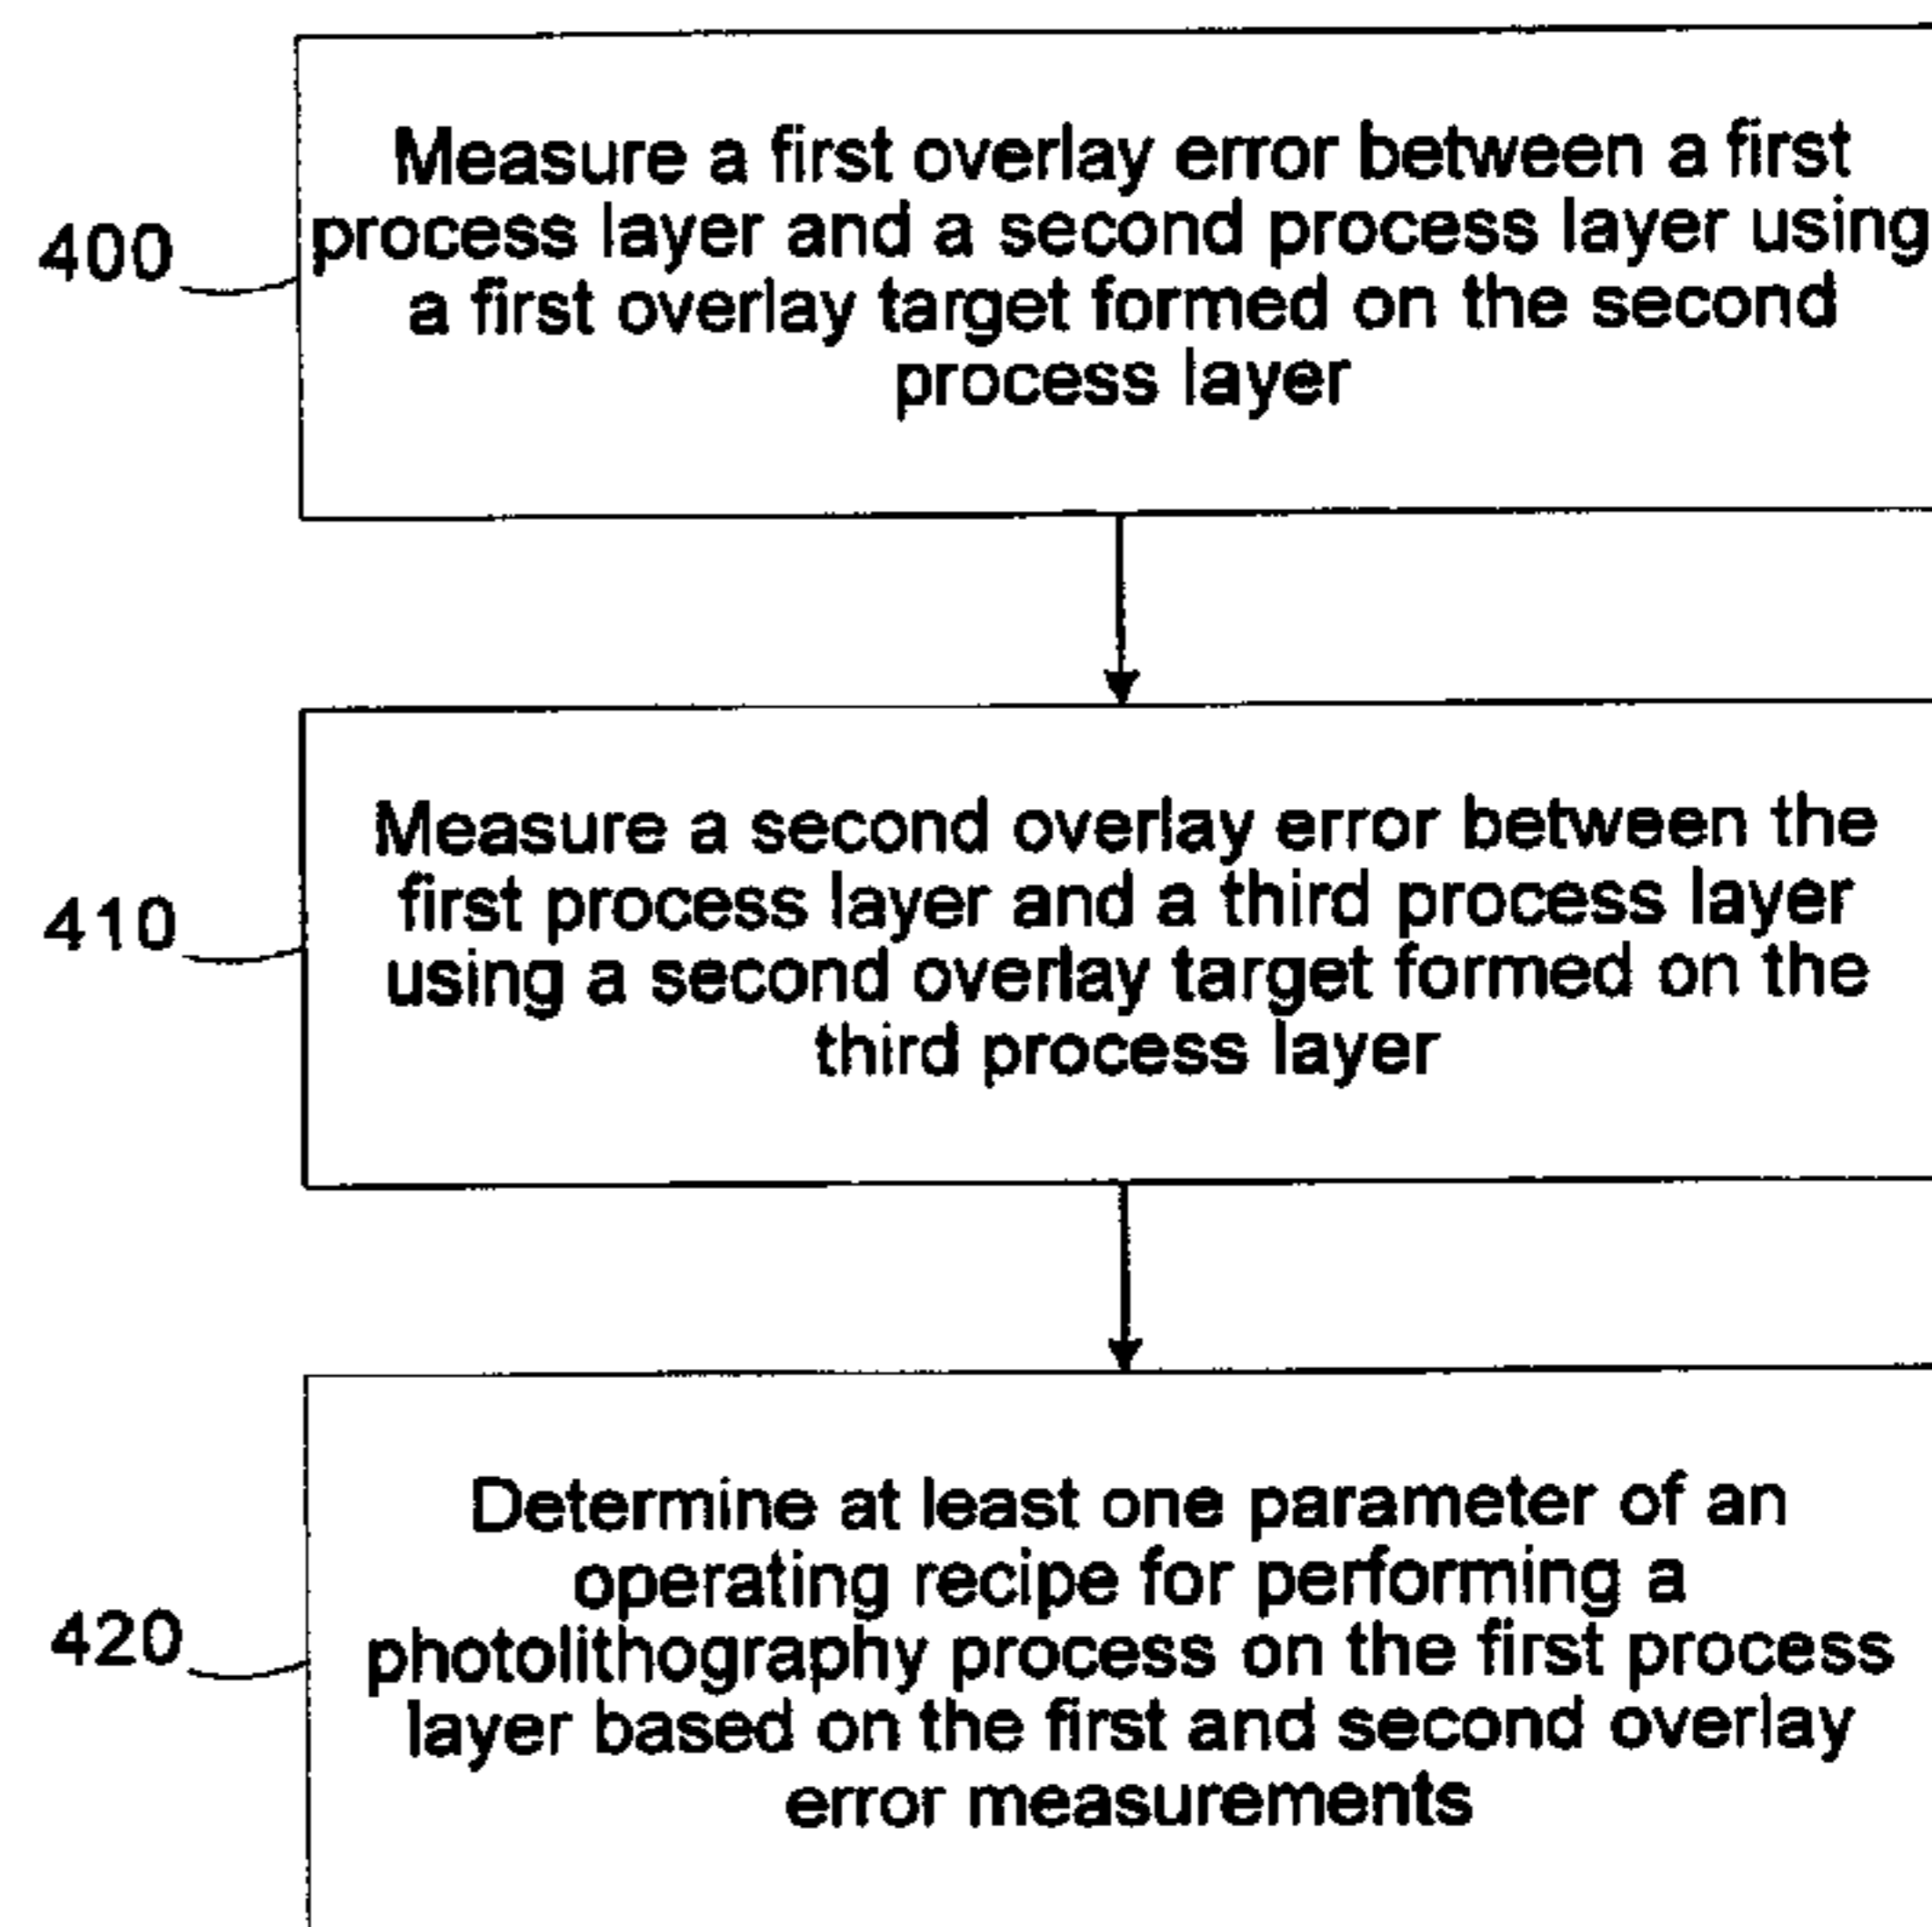 Measure a first overlay error between a first
process layer and a second process layer using
a first overlay target formed on the second
process layer
400
Measure a second overlay error between the
first process layer and a third process layer
using a second overlay target formed on the
third process layer
410
Determine at least one parameter of an
operating recipe for performing a
photolithography process on the first process
layer based on the first and second overlay
error measurements
420